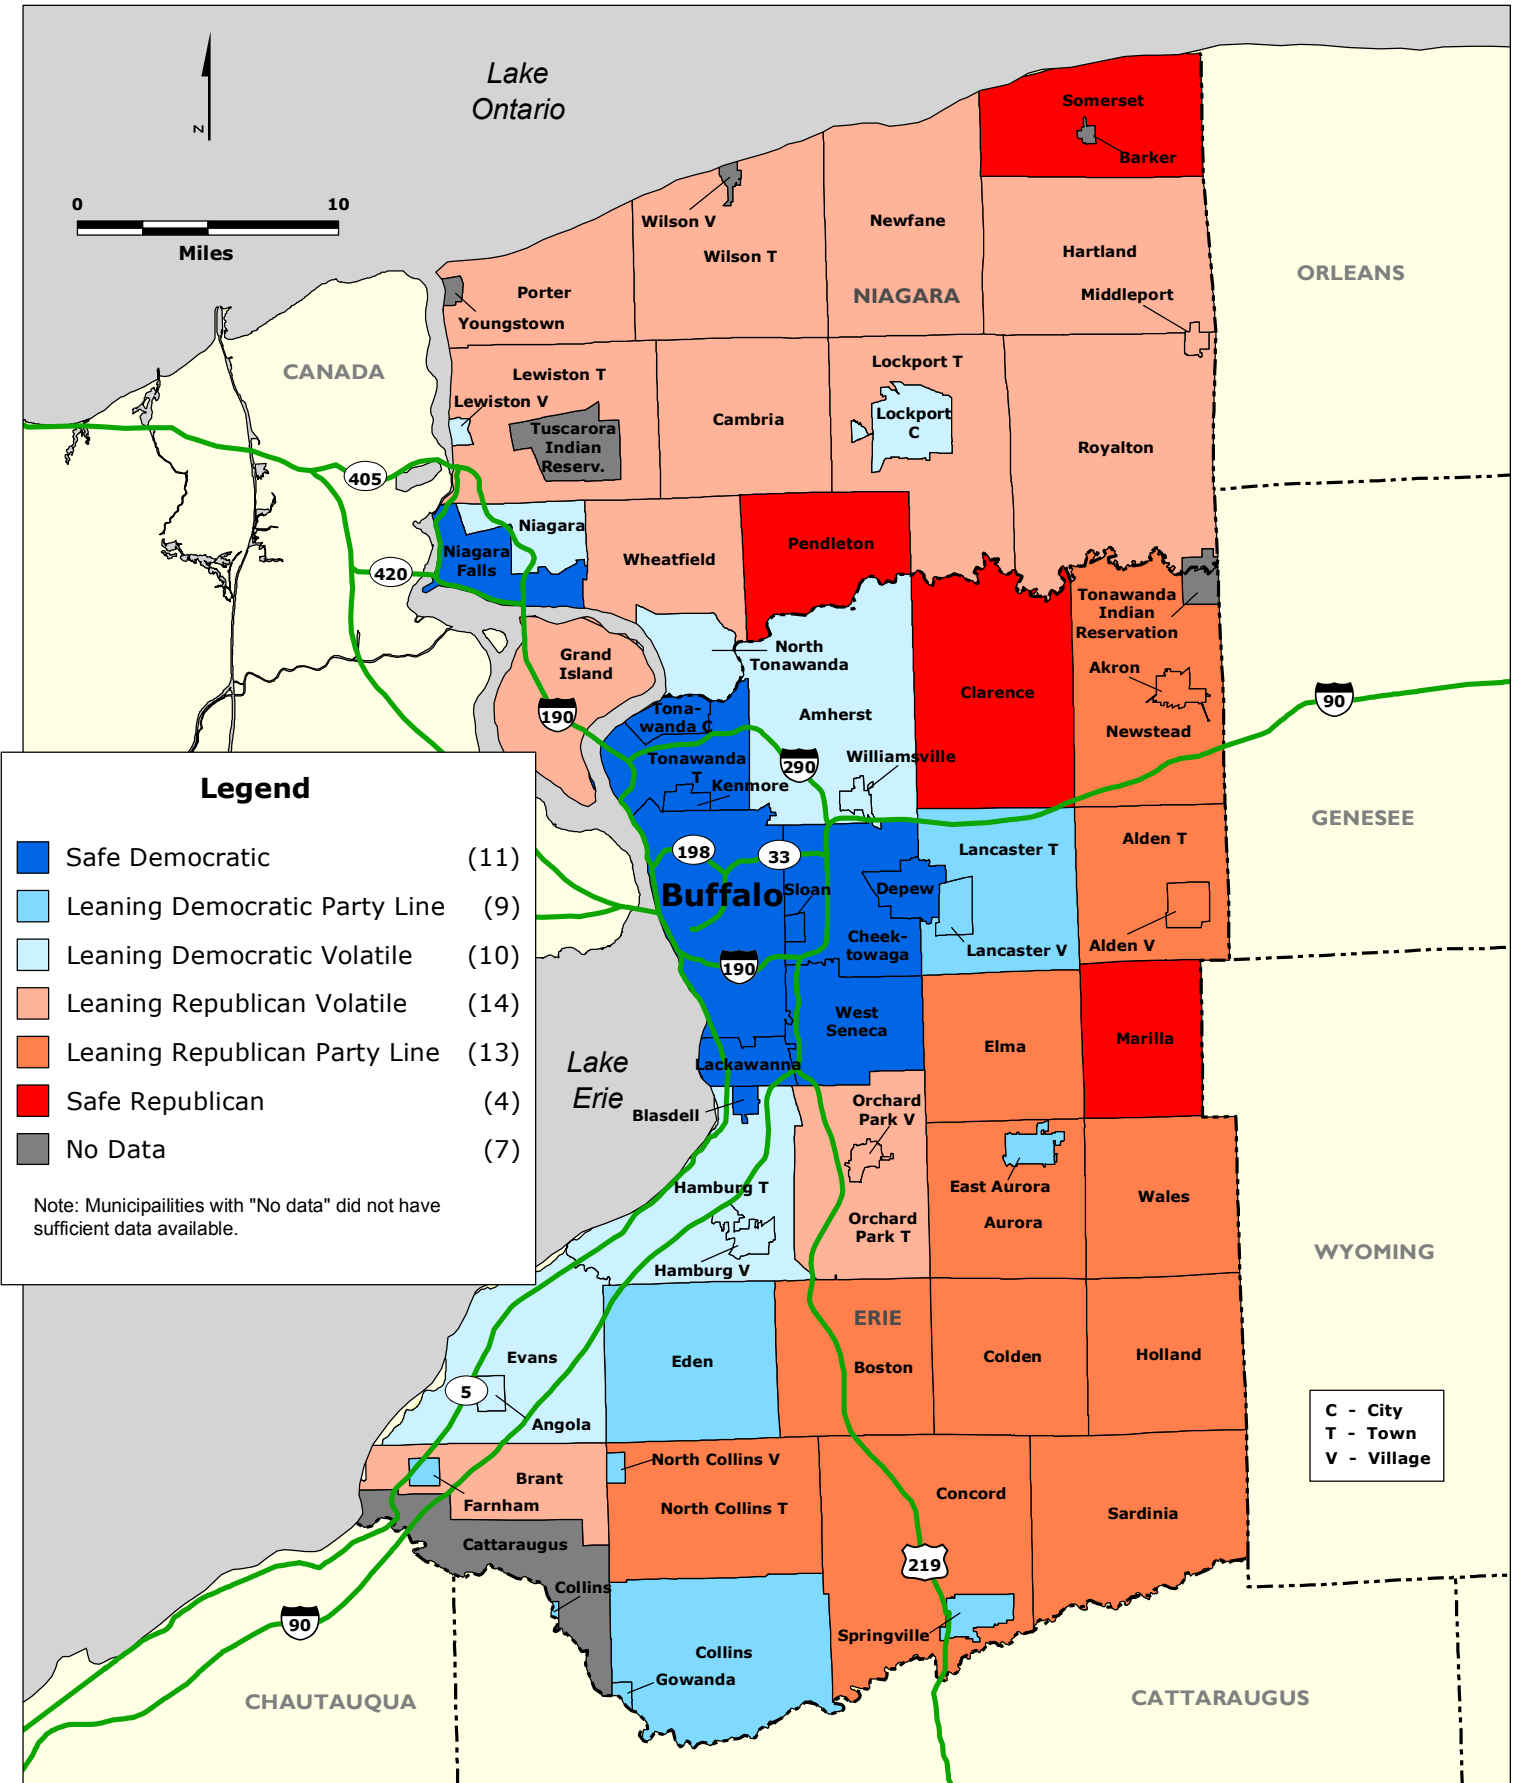 Lake
Ontario
N
0 10
Miles
Somerset
Barker
Wilson V
Wilson T
Newfane
Hartland
Middleport
Porter
Youngstown
NIAGARA
ORLEANS
CANADA
Lewiston T
Lewiston V
Tuscarora
Indian
Reserv.
Cambria
Lockport T
Lockport
C
Royalton
405
420
Niagara
Niagara
Falls
Wheatfield
Pendleton
Tonawanda
Indian
Reservation
Grand
Island
North
Tonawanda
Akron
Clarence
Newstead
90
190
Tona-
wanda C
Amherst
Tonawanda
T
Kenmore
290
Williamsville
GENESEE
Legend
Safe Democratic (11)
Leaning Democratic Party Line (9)
Leaning Democratic Volatile (10)
Leaning Republican Volatile (14)
Leaning Republican Party Line (13)
Safe Republican (4)
No Data (7)
Note: Municipailities with "No data" did not have
sufficient data available.
198
33
Buffalo
Sloan
Depew
Cheek-
towaga
Lancaster T
Lancaster V
Alden T
Alden V
190
West
Seneca
Elma
Marilla
Lake
Erie
Lackawanna
Blasdell
Orchard
Park V
Hamburg T
Orchard
Park T
Hamburg V
East Aurora
Aurora
Wales
WYOMING
ERIE
Evans
5
Angola
Eden
Boston
Colden
Holland
C - City
T - Town
V - Village
Brant
Farnham
North Collins V
North Collins T
Concord
Sardinia
Cattaraugus
219
Collins
Springville
90
Collins
Gowanda
CHAUTAUQUA
CATTARAUGUS